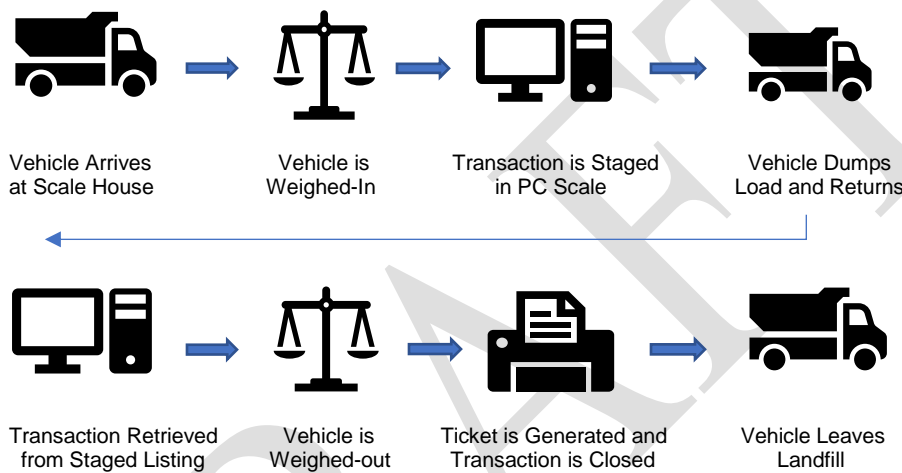 Vehicle Arrives
at Scale House
Vehicle is
Weighed-In
Transaction is Staged
in PC Scale
Vehicle Dumps
Load and Returns
Transaction Retrieved
from Staged Listing
Vehicle is
Weighed-out
Ticket is Generated and
Transaction is Closed
Vehicle Leaves
Landfill